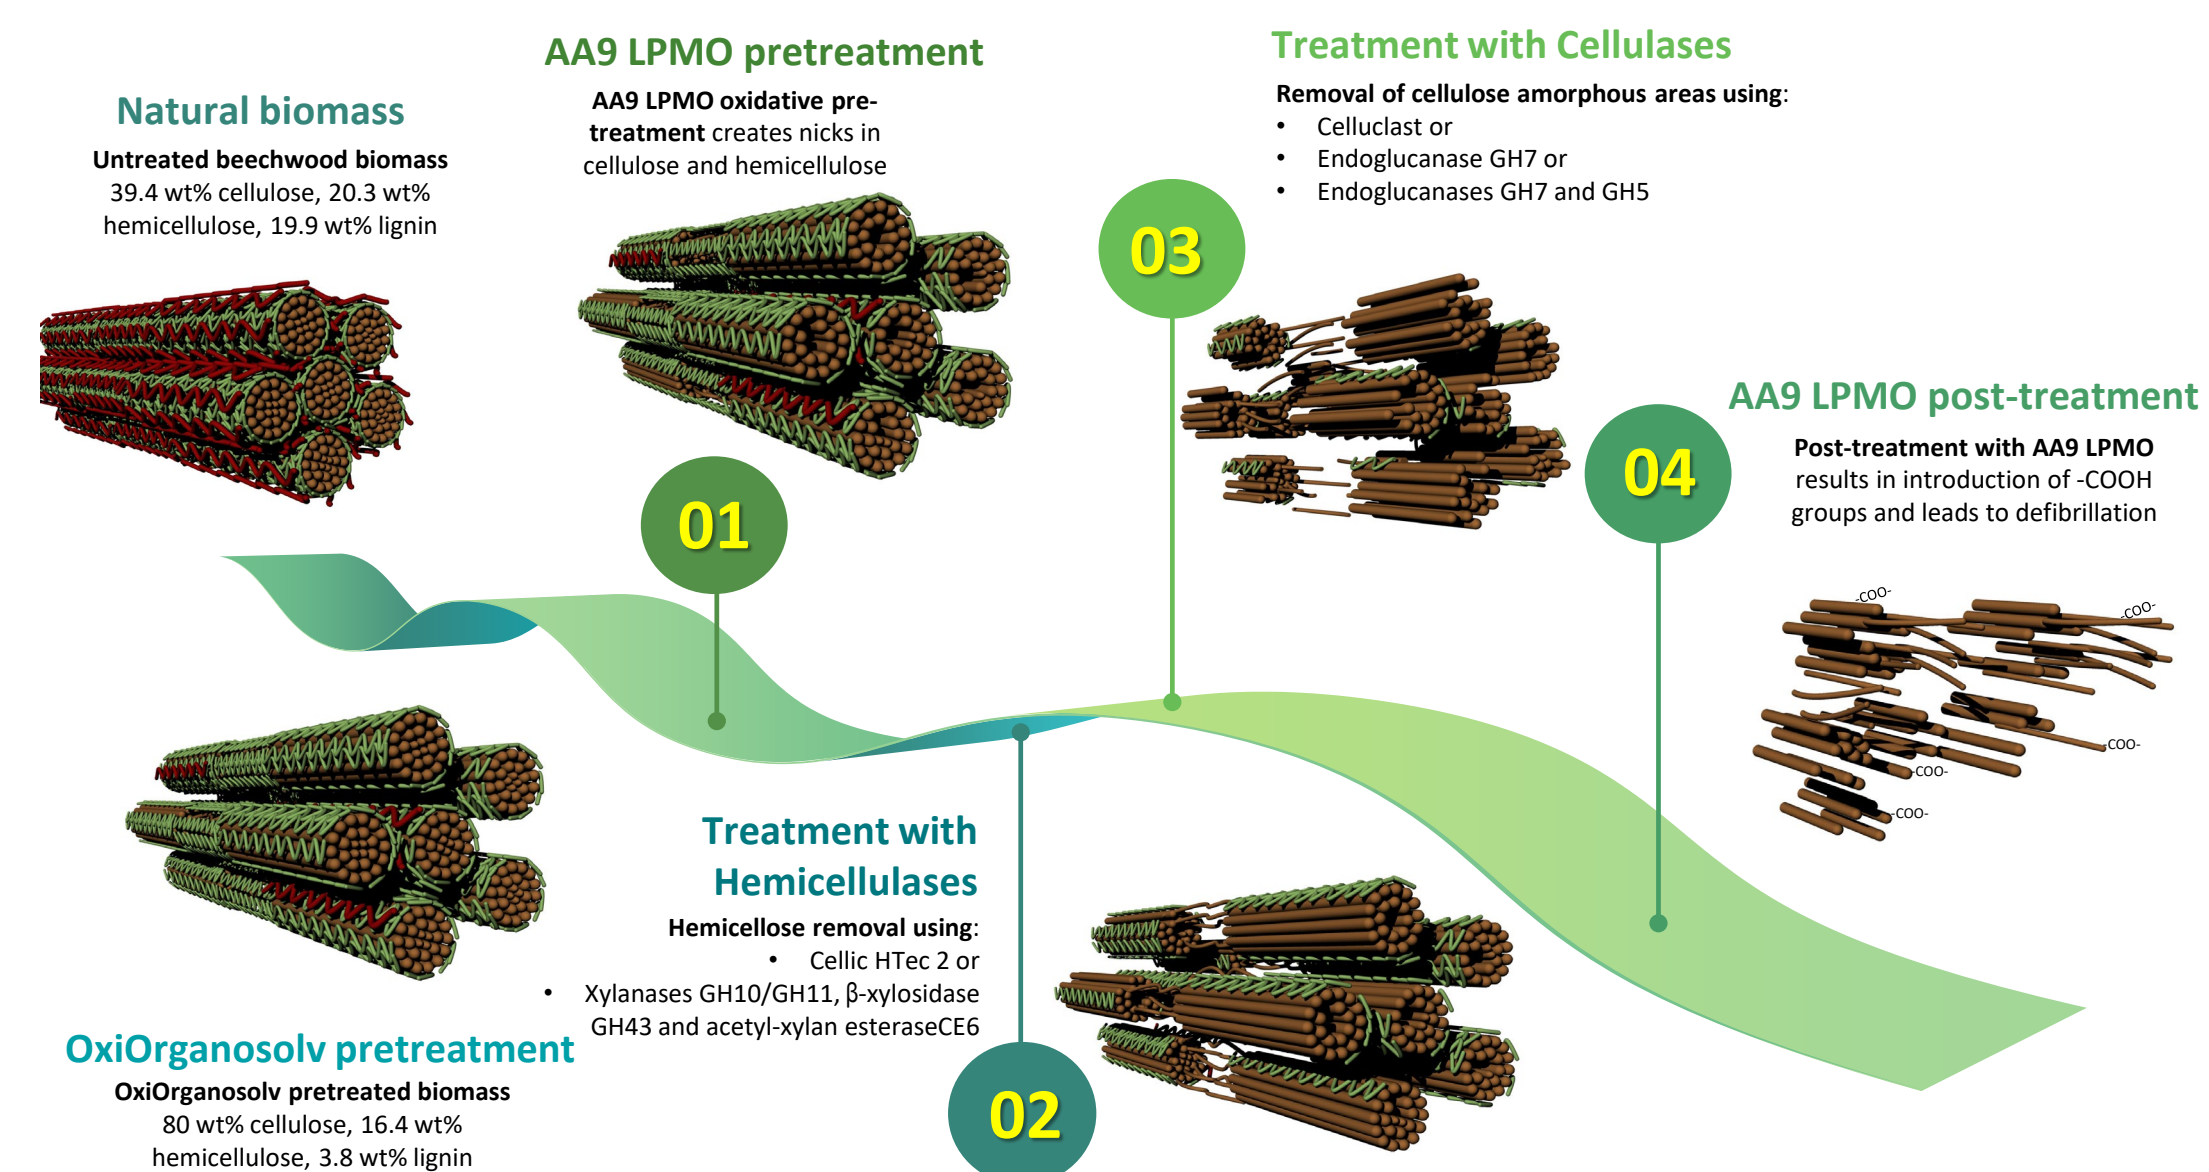 Natural biomass
Untreated beechwood biomass
39.4 wt% cellulose, 20.3 wt%
hemicellulose, 19.9 wt% lignin
OxiOrganosolv pretreatment
OxiOrganosolv pretreated biomass
80 wt% cellulose, 16.4 wt%
hemicellulose, 3.8 wt% lignin
AA9 LPMO pretreatment
AA9 LPMO oxidative pre-
treatment creates nicks in
cellulose and hemicellulose
01
Treatment with
Hemicellulases
Hemicellose removal using:
• Cellic HTec 2 or
• Xylanases GH10/GH11, β-xylosidase
GH43 and acetyl-xylan esteraseCE6
02
Treatment with Cellulases
Removal of cellulose amorphous areas using:
• Celluclast or
• Endoglucanase GH7 or
• Endoglucanases GH7 and GH5
03
AA9 LPMO post-treatment
Post-treatment with AA9 LPMO
results in introduction of -COOH
groups and leads to defibrillation
04
-COO-
-COO-
-COO-
-COO-
-COO-